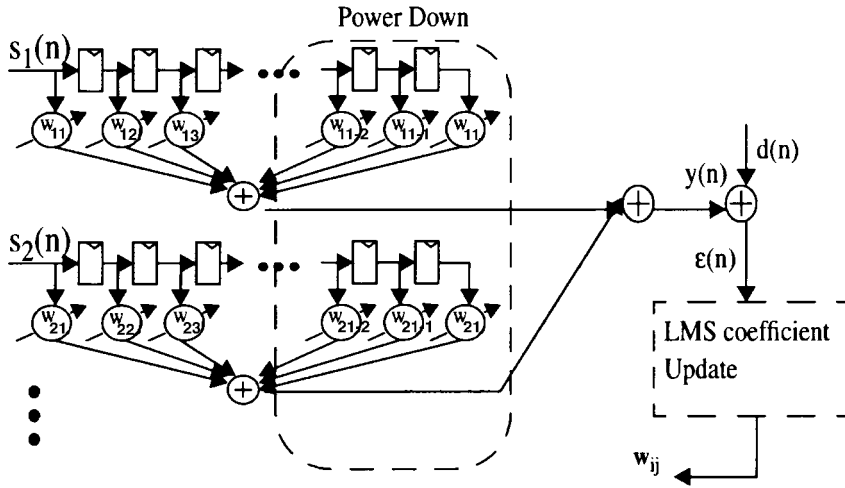 Power Down
s1(n)
w11 w12 w13 w11-2 w11-1 w11
d(n)
y(n)
s2(n)
ε(n)
w21 w22 w23 w21-2 w21-1 w21
LMS coefficient
Update
wij